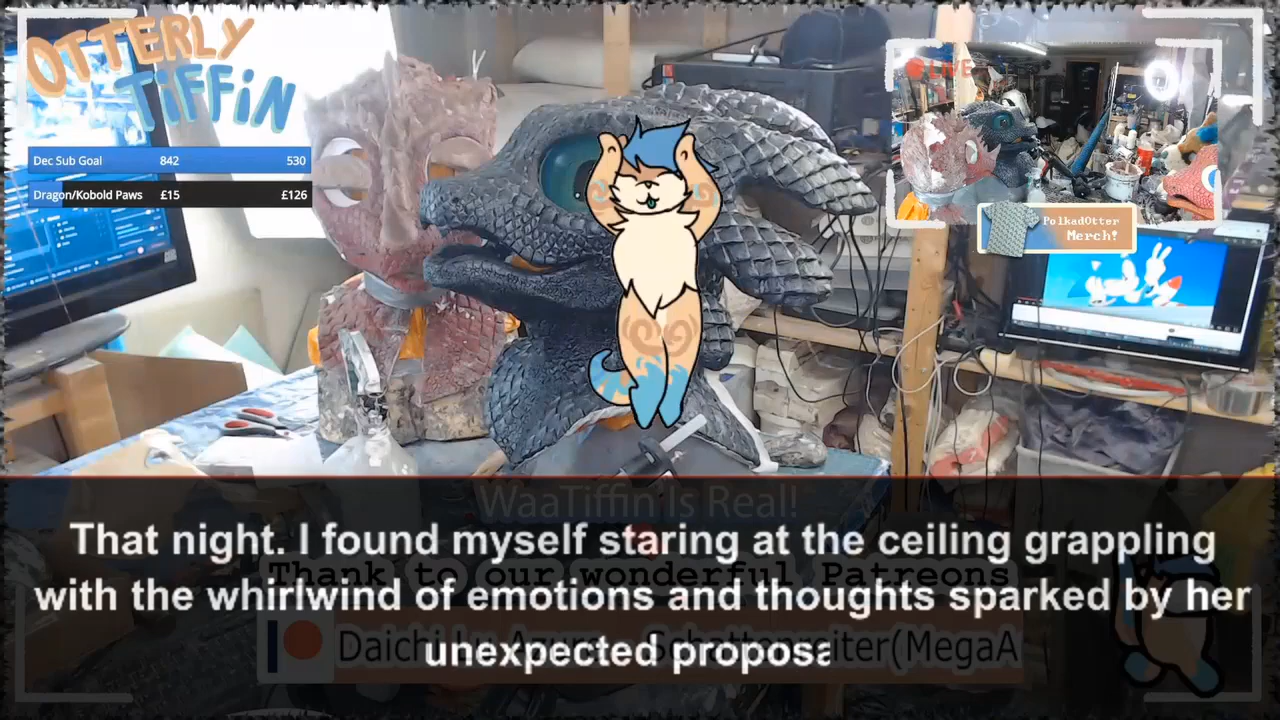 OTTERLY
TiFFiN
Dec Sub Goal 842 530
Dragon/Kobold Paws £15 £126
LIVE
PolkadOtter
Merch!
WaaTiffin Is Real!
That night. I found myself staring at the ceiling grappling
Thank to our wonderful Patreons
with the whirlwind of emotions and thoughts sparked by her
unexpected proposa
Daichi
(MegaA